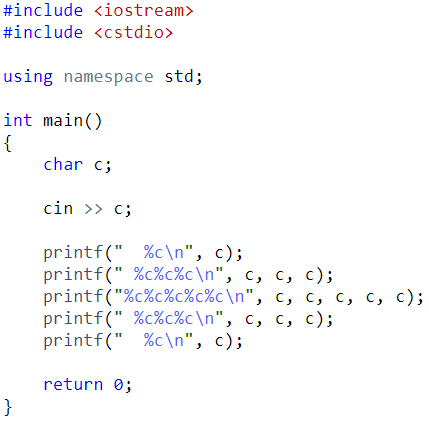 #include <iostream>
#include <cstdio>
using namespace std;
int main()
{
    char c;
    cin >> c;
    printf("  %c\n", c);
    printf(" %c%c%c\n", c, c, c);
    printf("%c%c%c%c%c\n", c, c, c, c, c);
    printf(" %c%c%c\n", c, c, c);
    printf("  %c\n", c);
    return 0;
}